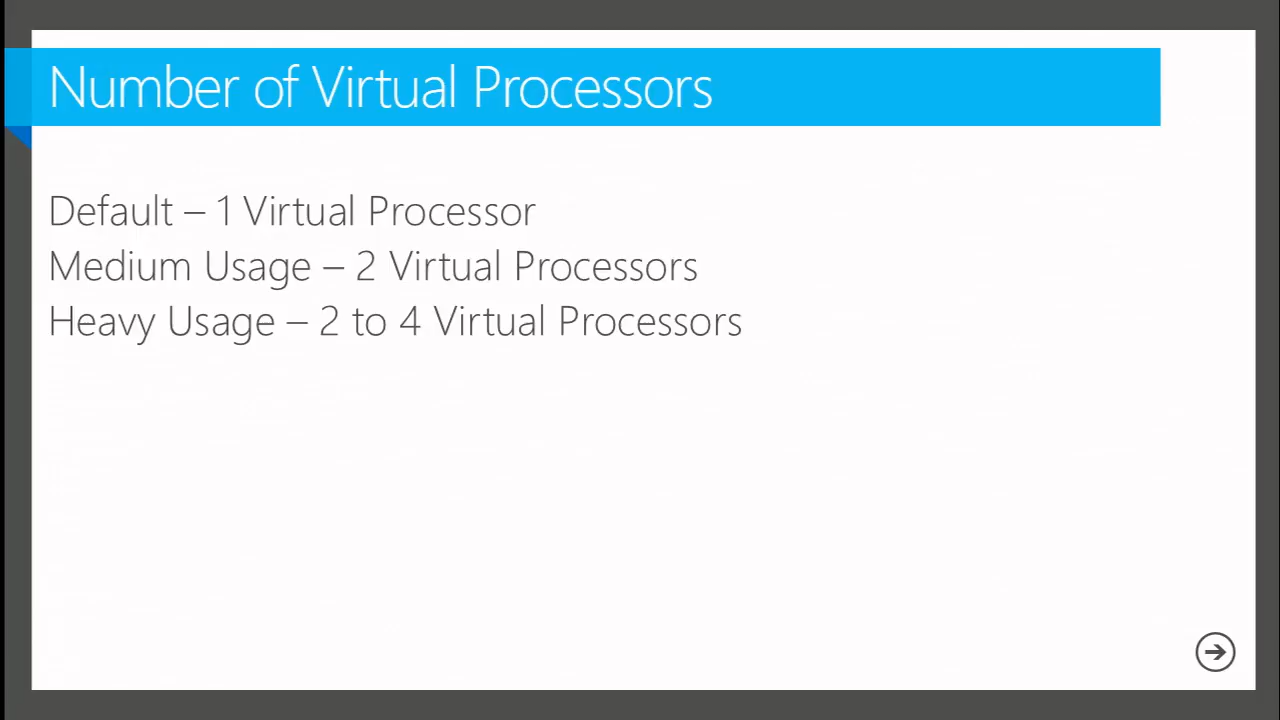 Number of Virtual Processors
Default – 1 Virtual Processor
Medium Usage – 2 Virtual Processors
Heavy Usage – 2 to 4 Virtual Processors